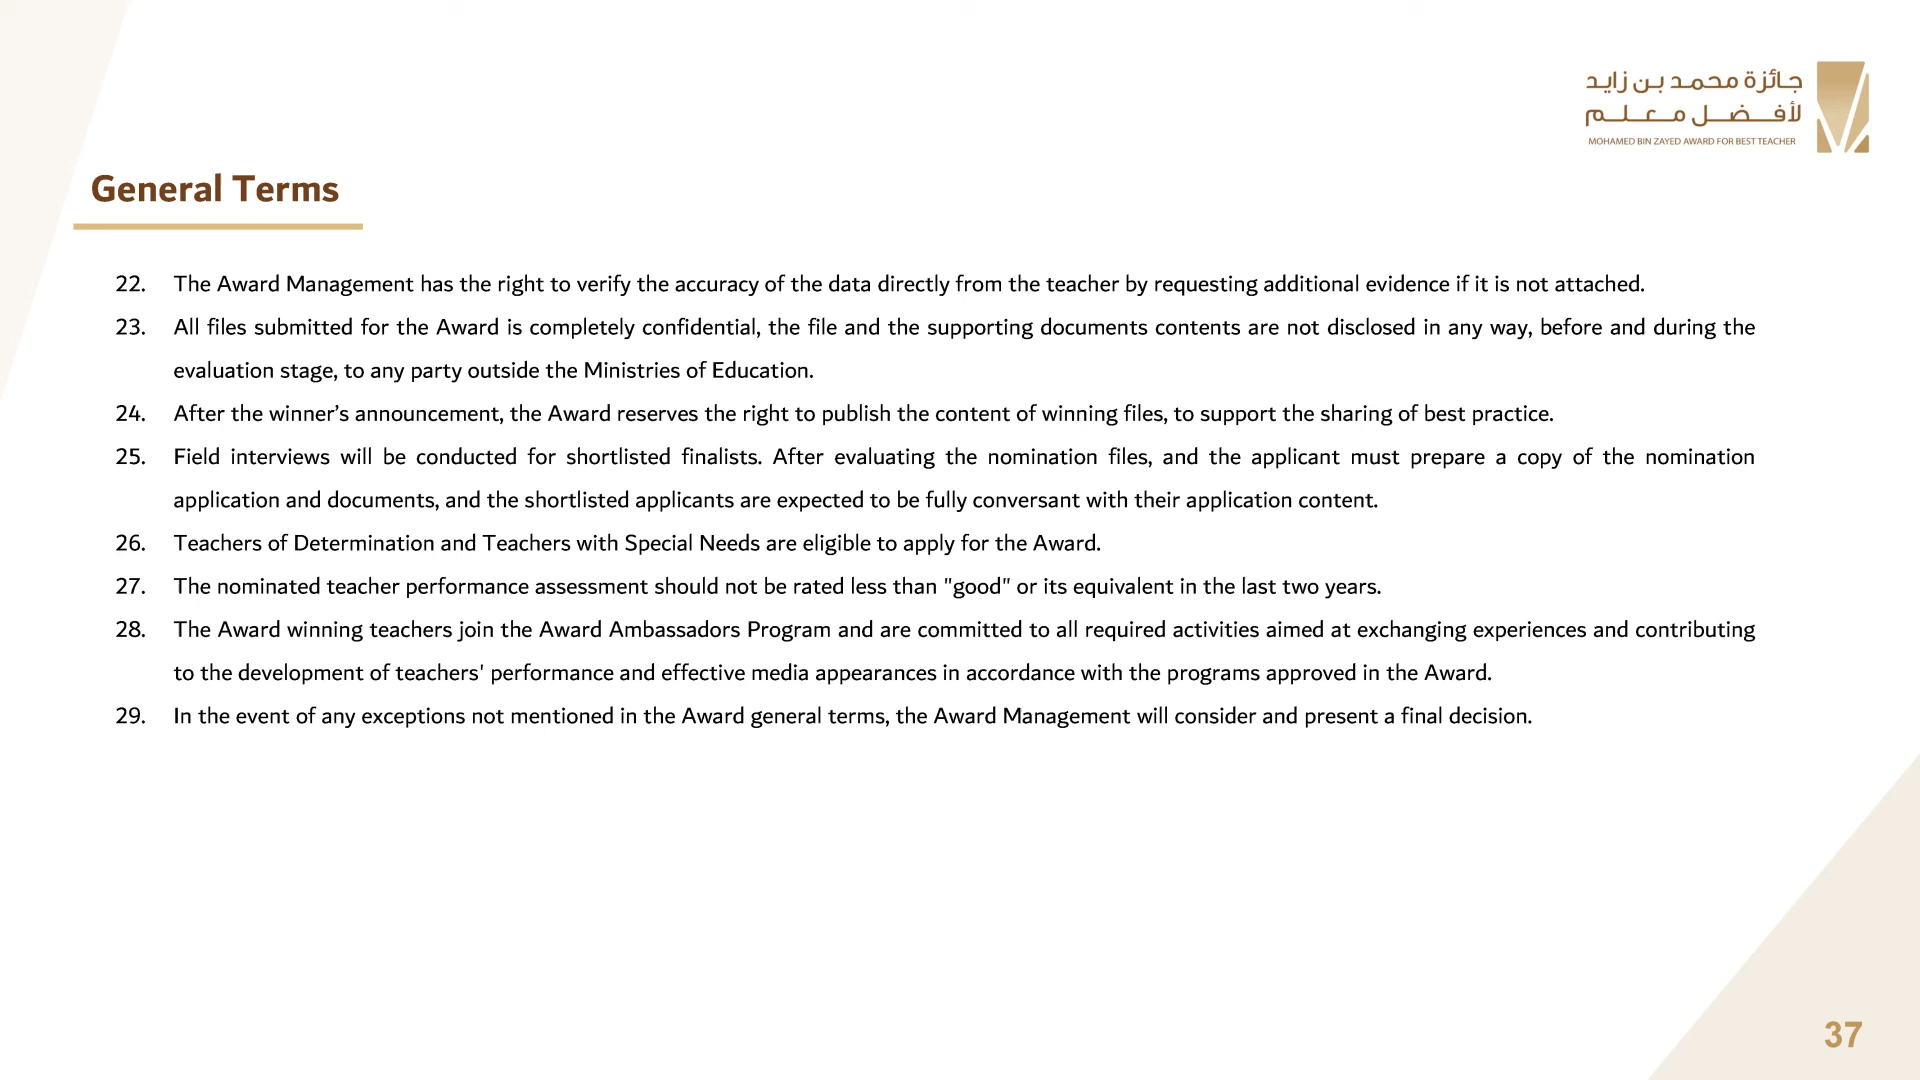 جائزة محمد بن زايد
لأفضل معلم
MOHAMED BIN ZAYED AWARD FOR BEST TEACHER
General Terms
22. The Award Management has the right to verify the accuracy of the data directly from the teacher by requesting additional evidence if it is not attached.
23. All files submitted for the Award is completely confidential, the file and the supporting documents contents are not disclosed in any way, before and during the
evaluation stage, to any party outside the Ministries of Education.
24. After the winner’s announcement, the Award reserves the right to publish the content of winning files, to support the sharing of best practice.
25. Field interviews will be conducted for shortlisted finalists. After evaluating the nomination files, and the applicant must prepare a copy of the nomination
application and documents, and the shortlisted applicants are expected to be fully conversant with their application content.
26. Teachers of Determination and Teachers with Special Needs are eligible to apply for the Award.
27. The nominated teacher performance assessment should not be rated less than "good" or its equivalent in the last two years.
28. The Award winning teachers join the Award Ambassadors Program and are committed to all required activities aimed at exchanging experiences and contributing
to the development of teachers' performance and effective media appearances in accordance with the programs approved in the Award.
29. In the event of any exceptions not mentioned in the Award general terms, the Award Management will consider and present a final decision.
37